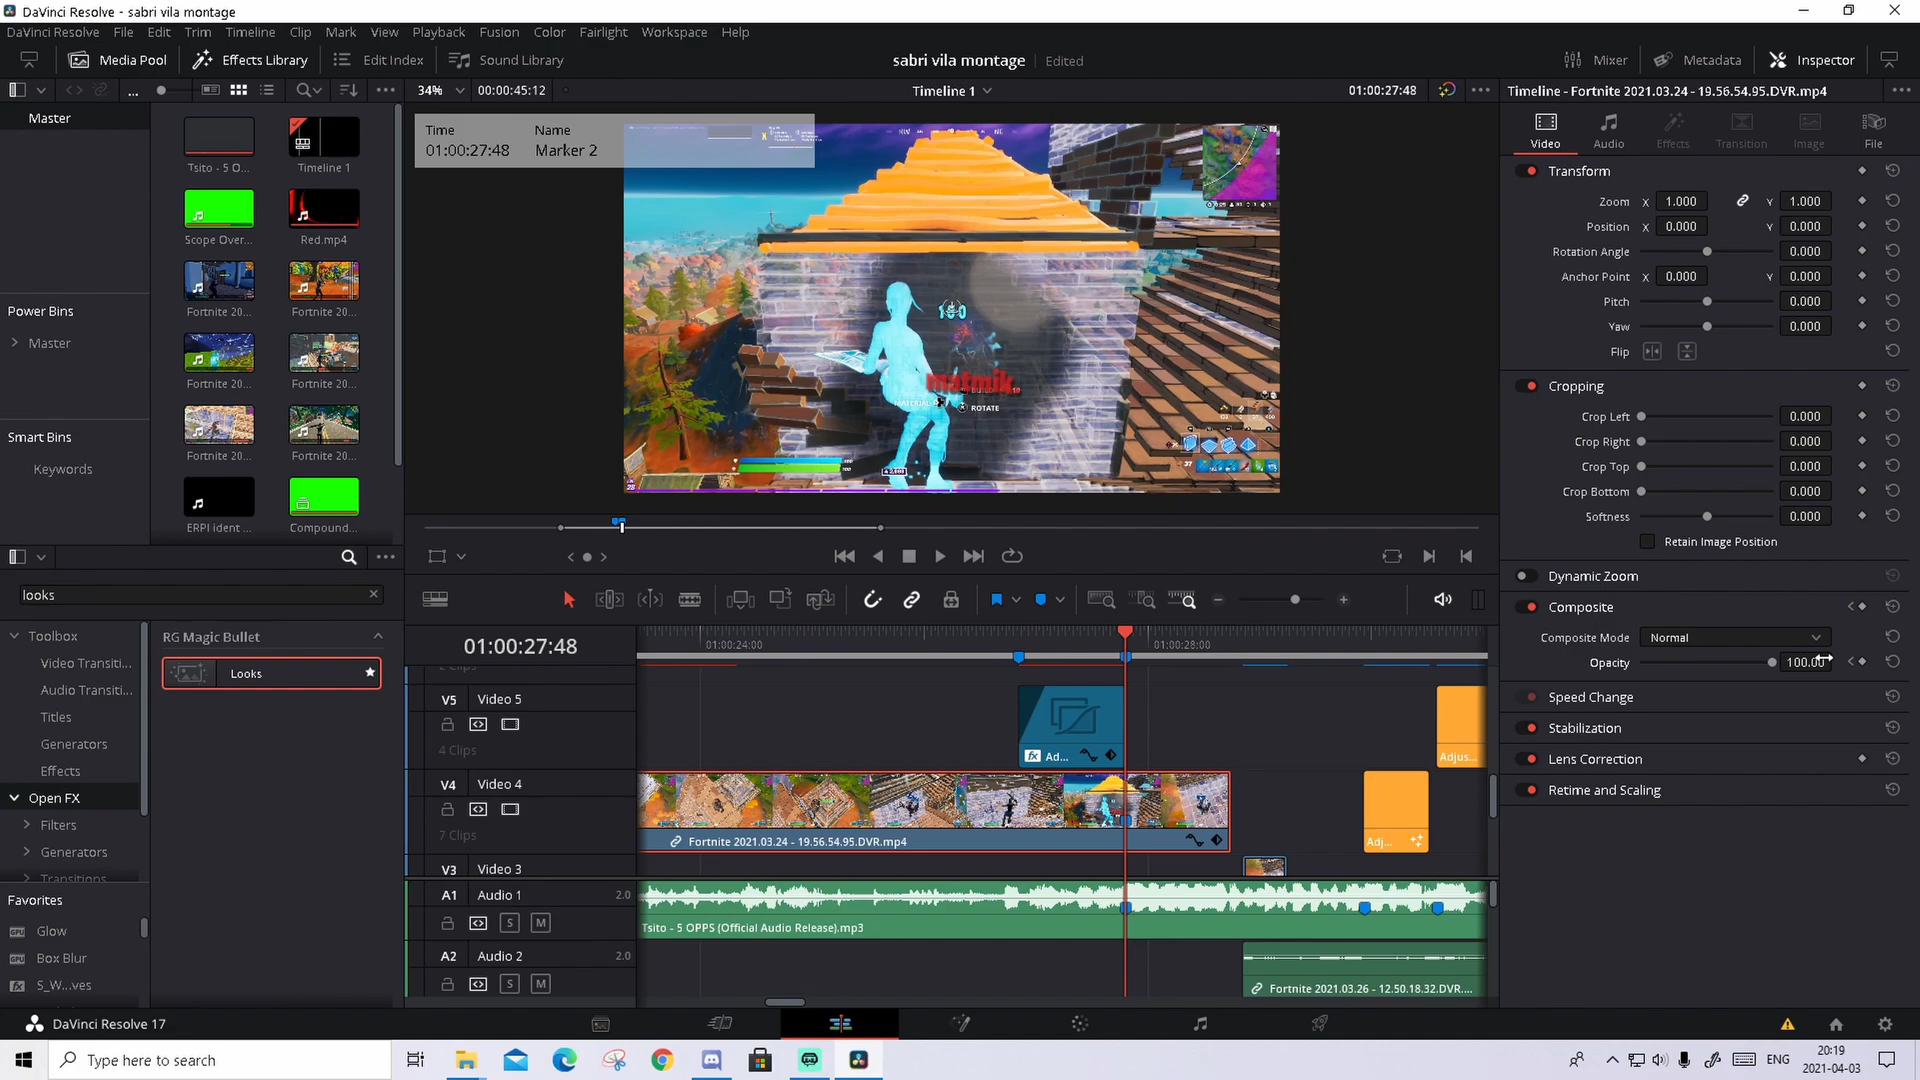 DaVinci Resolve - sabri vila montage
DaVinci Resolve File Edit Trim Timeline Clip Mark View Playback Fusion Color Fairlight Workspace Help
Media Pool Effects Library Edit Index Sound Library sabri vila montage Edited Mixer Metadata Inspector
34% 00:00:45:12 Timeline 1 01:00:27:48 Timeline - Fortnite 2021.03.24 - 19.56.54.95.DVR.mp4
Master
Tsito - 5 O... Timeline 1
Scope Over... Red.mp4
Fortnite 20... Fortnite 20...
Fortnite 20... Fortnite 20...
Fortnite 20... Fortnite 20...
ERPI ident ... Compound...
Power Bins
Master
Smart Bins
Keywords
Time Name
01:00:27:48 Marker 2
100
matmik
ROTATE
Video Audio Effects Transition Image File
Transform
Zoom X 1.000 Y 1.000
Position X 0.000 Y 0.000
Rotation Angle 0.000
Anchor Point X 0.000 Y 0.000
Pitch 0.000
Yaw 0.000
Flip
Cropping
Crop Left 0.000
Crop Right 0.000
Crop Top 0.000
Crop Bottom 0.000
Softness 0.000
Retain Image Position
Dynamic Zoom
Composite
Composite Mode Normal
Opacity 100.00
Speed Change
Stabilization
Lens Correction
Retime and Scaling
looks
Toolbox
Video Transiti...
Audio Transiti...
Titles
Generators
Effects
Open FX
Filters
Generators
Transitions
Favorites
Glow
Box Blur
S_W...ves
RG Magic Bullet
Looks
01:00:27:48 01:00:24:00 01:00:28:00
2 Clips
V5 Video 5
4 Clips
Ad...
Adjus...
V4 Video 4
7 Clips
Fortnite 2021.03.24 - 19.56.54.95.DVR.mp4
Adj...
V3 Video 3
A1 Audio 1 2.0
S M
Tsito - 5 OPPS (Official Audio Release).mp3
A2 Audio 2 2.0
S M
Fortnite 2021.03.26 - 12.50.18.32.DVR....
DaVinci Resolve 17
Type here to search
ENG
20:19
2021-04-03